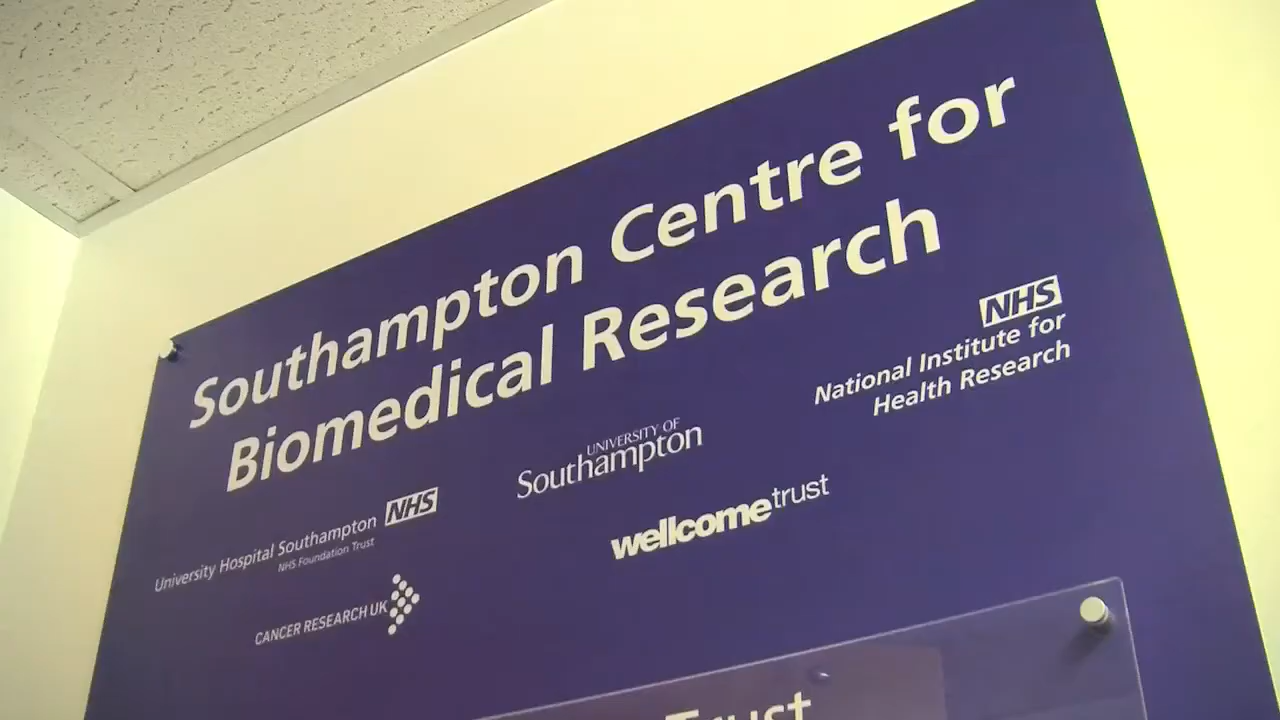 Southampton Centre for
Biomedical Research
NHS
National Institute for
Health Research
UNIVERSITY OF
Southampton
University Hospital Southampton NHS
NHS Foundation Trust
wellcometrust
CANCER RESEARCH UK
Trust